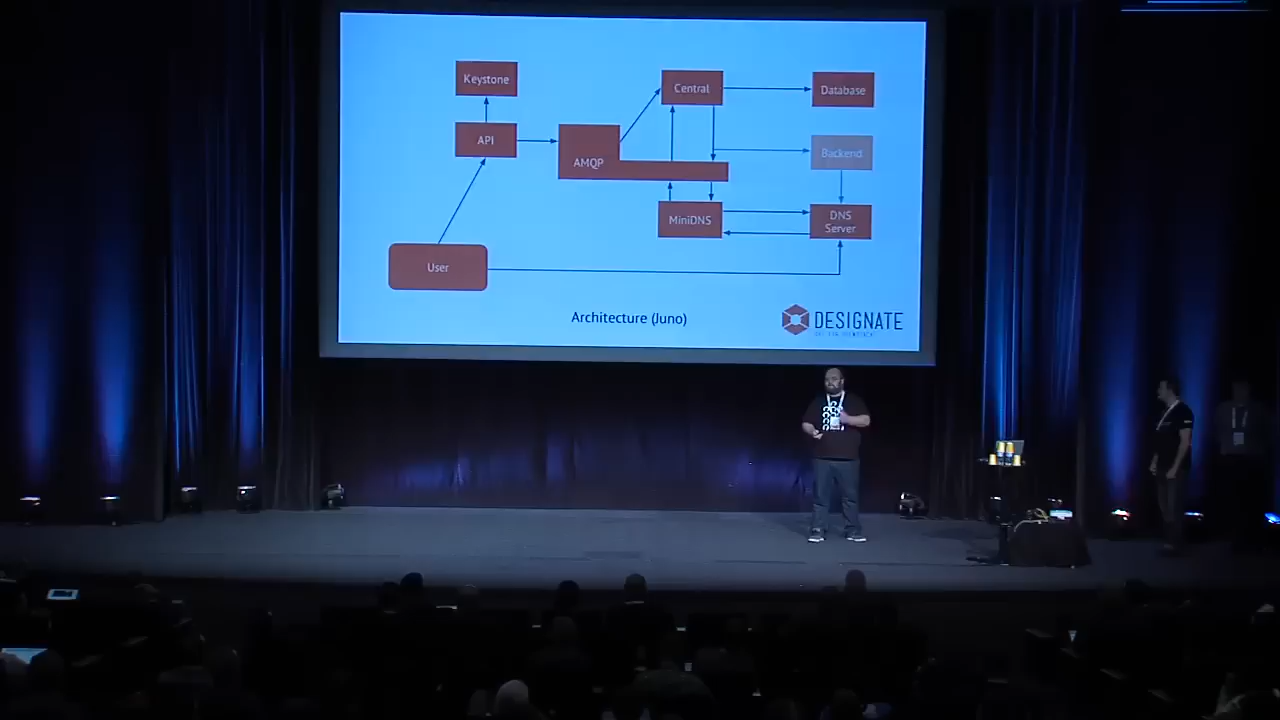 Keystone
Central
Database
API
AMQP
Backend
MiniDNS
DNS
Server
User
Architecture (Juno)
DESIGNATE